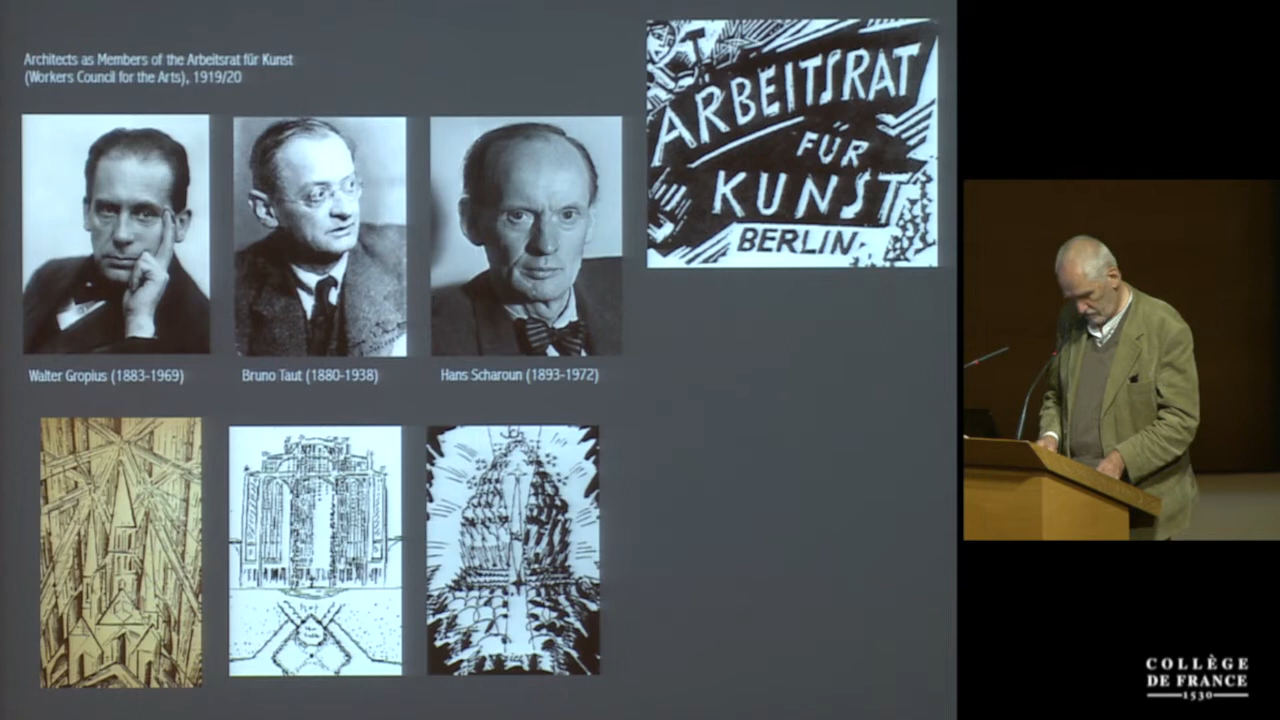 Architects as Members of the Arbeitsrat für Kunst
(Workers Council for the Arts), 1919/20
ARBEITSRAT
FÜR
KUNST
BERLIN
Walter Gropius (1883-1969)
Bruno Taut (1880-1938)
Hans Scharoun (1893-1972)
COLLÈGE
DE FRANCE
1530